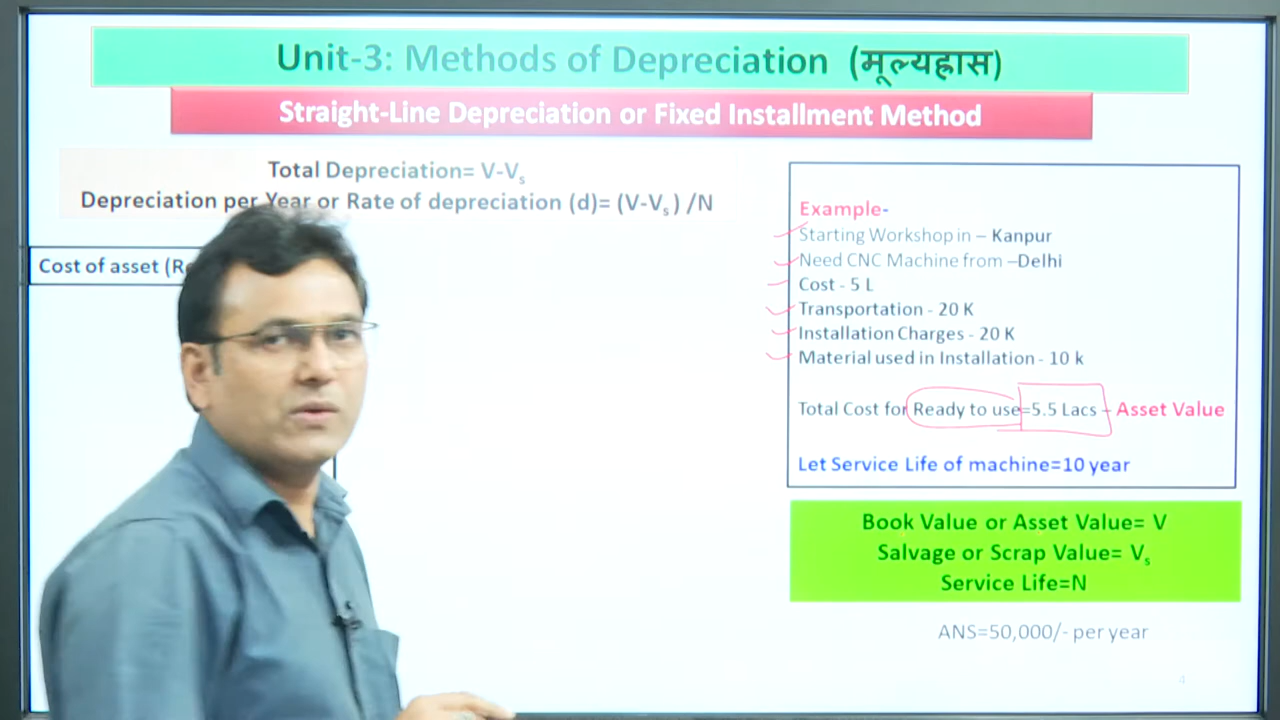 Unit-3: Methods of Depreciation (मूल्यह्रास)
Straight-Line Depreciation or Fixed Installment Method
Total Depreciation= V-Vs
Depreciation per Year or Rate of depreciation (d)= (V-Vs) /N
Cost of asset
Example-
Starting Workshop in – Kanpur
Need CNC Machine from –Delhi
Cost - 5 L
Transportation - 20 K
Installation Charges - 20 K
Material used in Installation - 10 k
Total Cost for Ready to use=5.5 Lacs – Asset Value
Let Service Life of machine=10 year
Book Value or Asset Value= V
Salvage or Scrap Value= Vs
Service Life=N
ANS=50,000/- per year
4